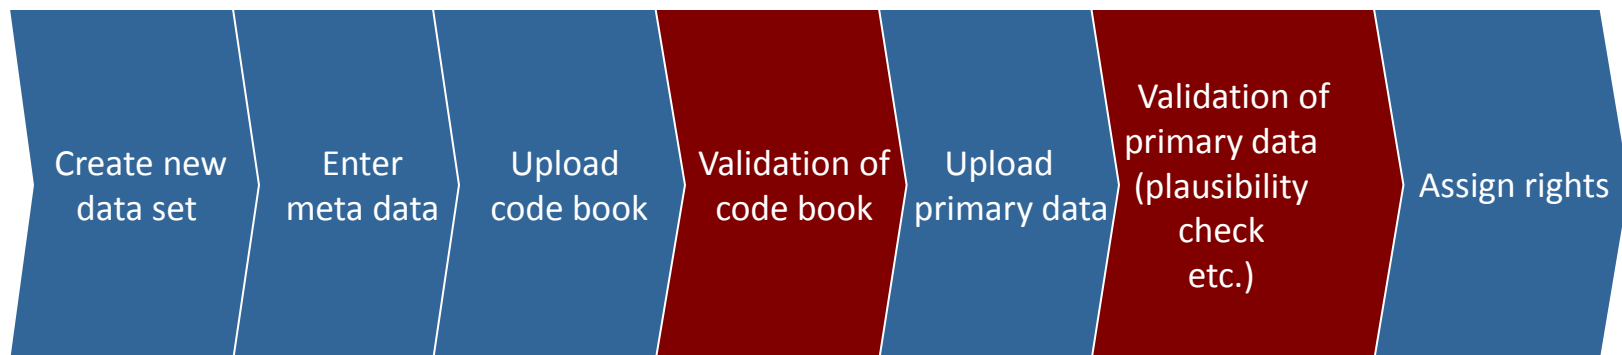 Create new
data set
Enter
meta data
Upload
code book
Validation of
code book
Upload
primary data
Validation of
primary data
(plausibility
check
etc.)
Assign rights